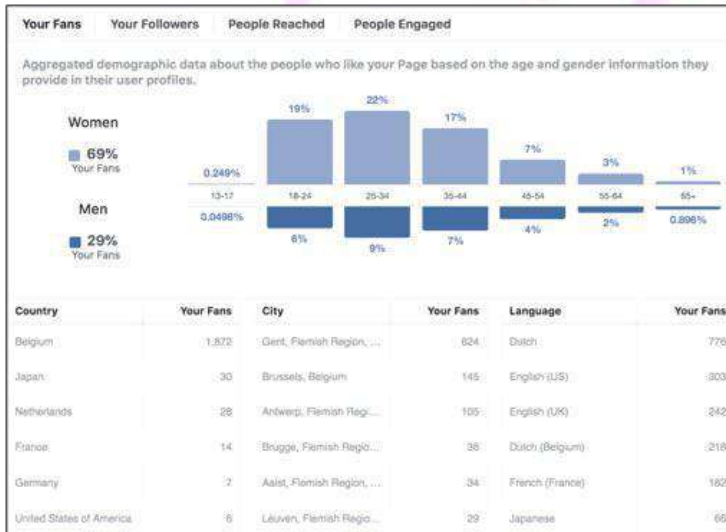 Your Fans Your Followers People Reached People Engaged
Aggregated demographic data about the people who like your Page based on the age and gender information they
provide in their user profiles.
Women
69%
Your Fans
0.249% 19% 22% 17% 7% 3% 1%
13-17 18-24 25-34 35-44 45-54 55-64 65+
Men
29%
Your Fans
0.0498% 6% 9% 7% 4% 2% 0.896%
Country Your Fans City Your Fans Language Your Fans
Belgium 1,872 Gent, Flemish Region, ... 624 Dutch 776
Japan 30 Brussels, Belgium 145 English (US) 303
Netherlands 28 Antwerp, Flemish Regi... 105 English (UK) 242
France 14 Brugge, Flemish Regio... 38 Dutch (Belgium) 218
Germany 7 Aalst, Flemish Region, ... 34 French (France) 182
United States of America 6 Leuven, Flemish Regio... 29 Japanese 66